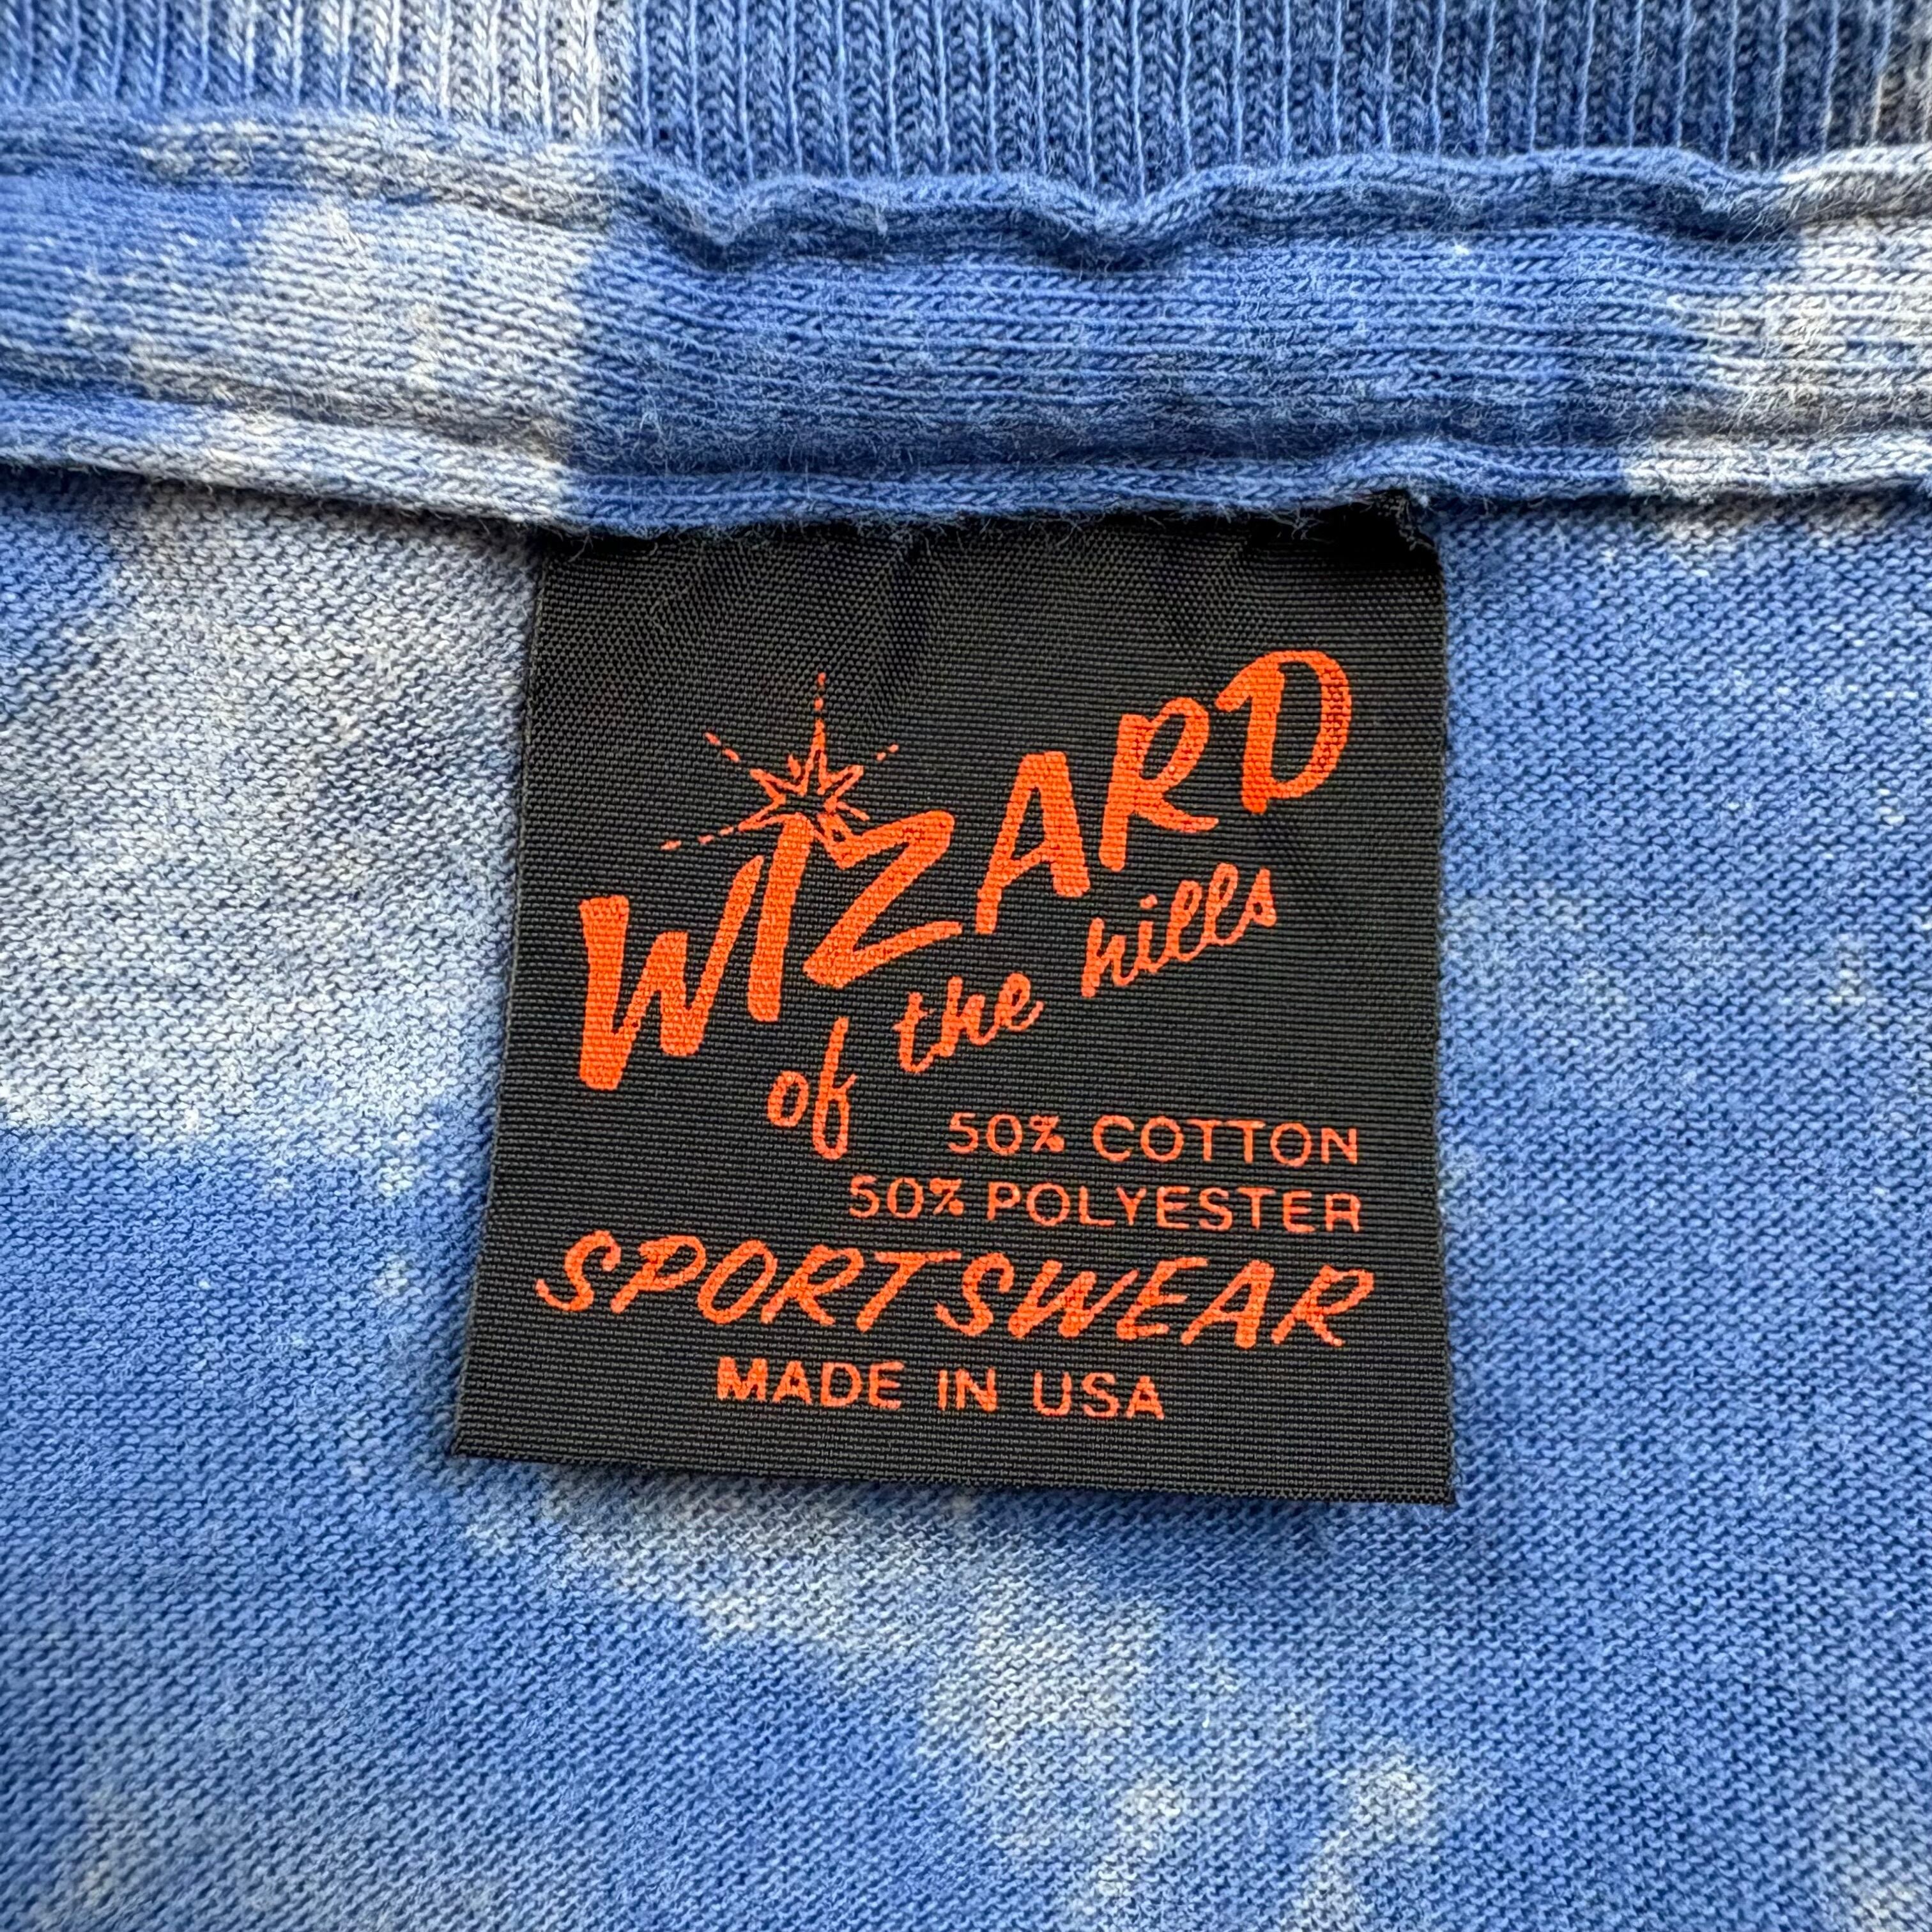 WIZARD
of the hills
50% COTTON
50% POLYESTER
SPORTSWEAR
MADE IN USA